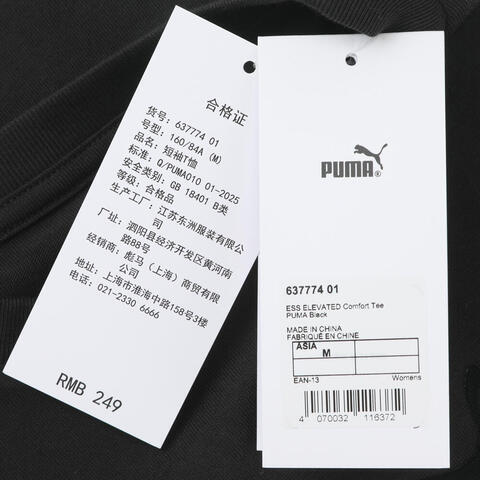 合格证
货号: 637774 01
号型: 160/84A (M)
品名: 短袖T恤
标准: Q/PUMA010 01-2025
安全类别: GB 18401 B类
等级: 合格品
生产工厂: 江苏东洲服装有限公
司
厂址: 泗阳县经济开发区黄河南
路88号
经销商: 彪马（上海）商贸有限
公司
地址: 上海市淮海中路158号3楼
电话: 021-2330 6666
RMB 249
PUMA®
637774 01
ESS ELEVATED Comfort Tee
PUMA Black
MADE IN CHINA
FABRIQUÉ EN CHINE
ASIA
M
EAN-13 Womens
4 070032 116372